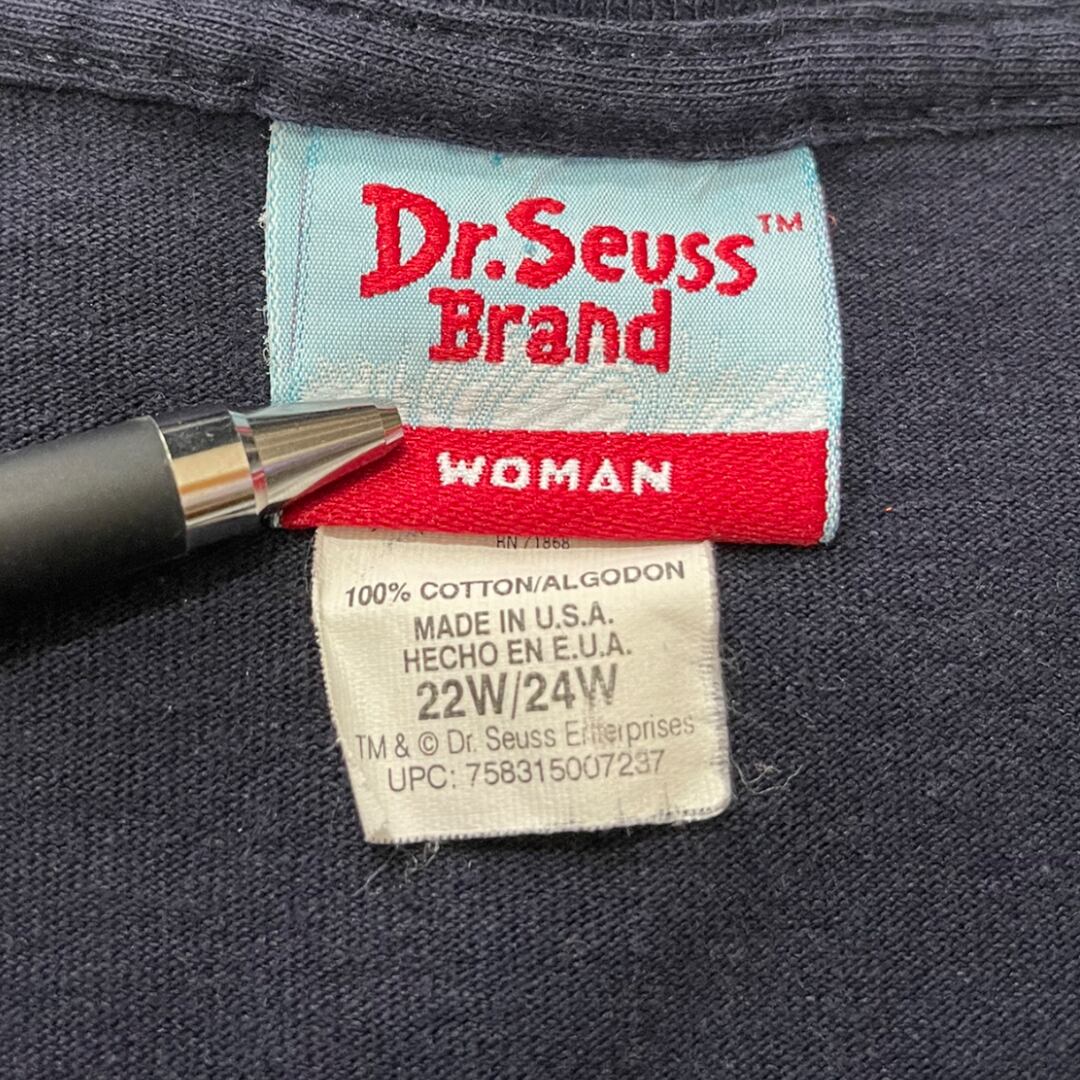 Dr. Seuss™
Brand
WOMAN
RN 71868
100% COTTON/ALGODON
MADE IN U.S.A.
HECHO EN E.U.A.
22W/24W
TM & © Dr. Seuss Enterprises
UPC: 758315007237